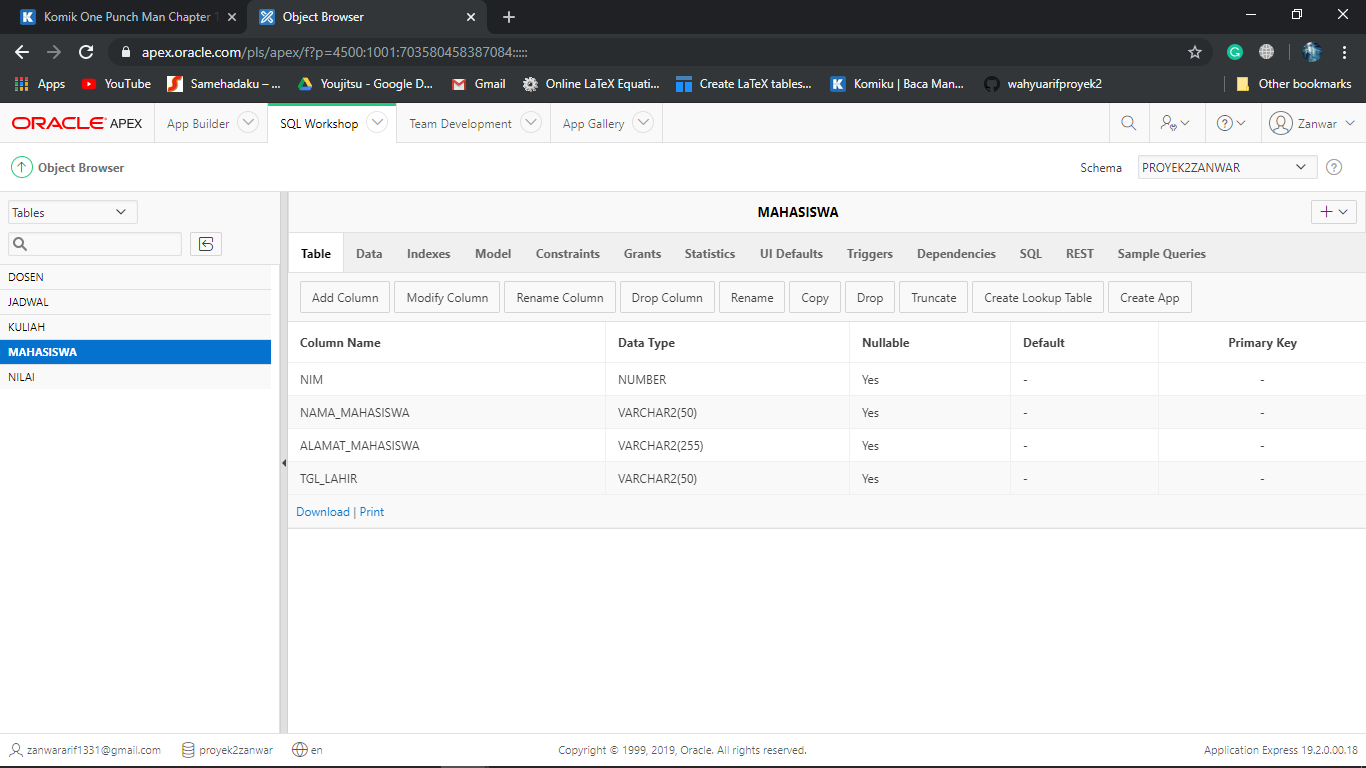 Komik One Punch Man Chapter 1
Object Browser
apex.oracle.com/pls/apex/f?p=4500:1001:703580458387084:::::
Apps YouTube Samehadaku – ... Youjitsu - Google D... Gmail Online LaTeX Equati... Create LaTeX tables... Komiku | Baca Man... wahyuarifproyek2 Other bookmarks
ORACLE APEX App Builder SQL Workshop Team Development App Gallery Zanwar
Object Browser Schema PROYEK2ZANWAR
Tables
DOSEN
JADWAL
KULIAH
MAHASISWA
NILAI
MAHASISWA
Table Data Indexes Model Constraints Grants Statistics UI Defaults Triggers Dependencies SQL REST Sample Queries
Add Column Modify Column Rename Column Drop Column Rename Copy Drop Truncate Create Lookup Table Create App
Column Name Data Type Nullable Default Primary Key
NIM NUMBER Yes - -
NAMA_MAHASISWA VARCHAR2(50) Yes - -
ALAMAT_MAHASISWA VARCHAR2(255) Yes - -
TGL_LAHIR VARCHAR2(50) Yes - -
Download | Print
zanwararif1331@gmail.com proyek2zanwar en Copyright © 1999, 2019, Oracle. All rights reserved. Application Express 19.2.0.00.18